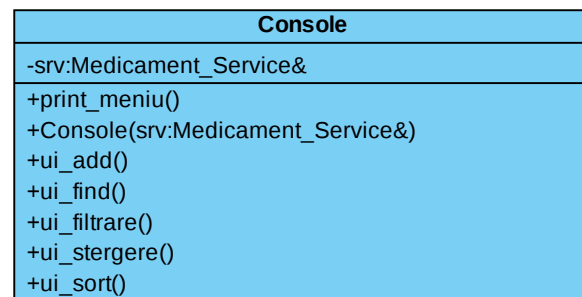 Console
-srv:Medicament_Service&
+print_meniu()
+Console(srv:Medicament_Service&)
+ui_add()
+ui_find()
+ui_filtrare()
+ui_stergere()
+ui_sort()